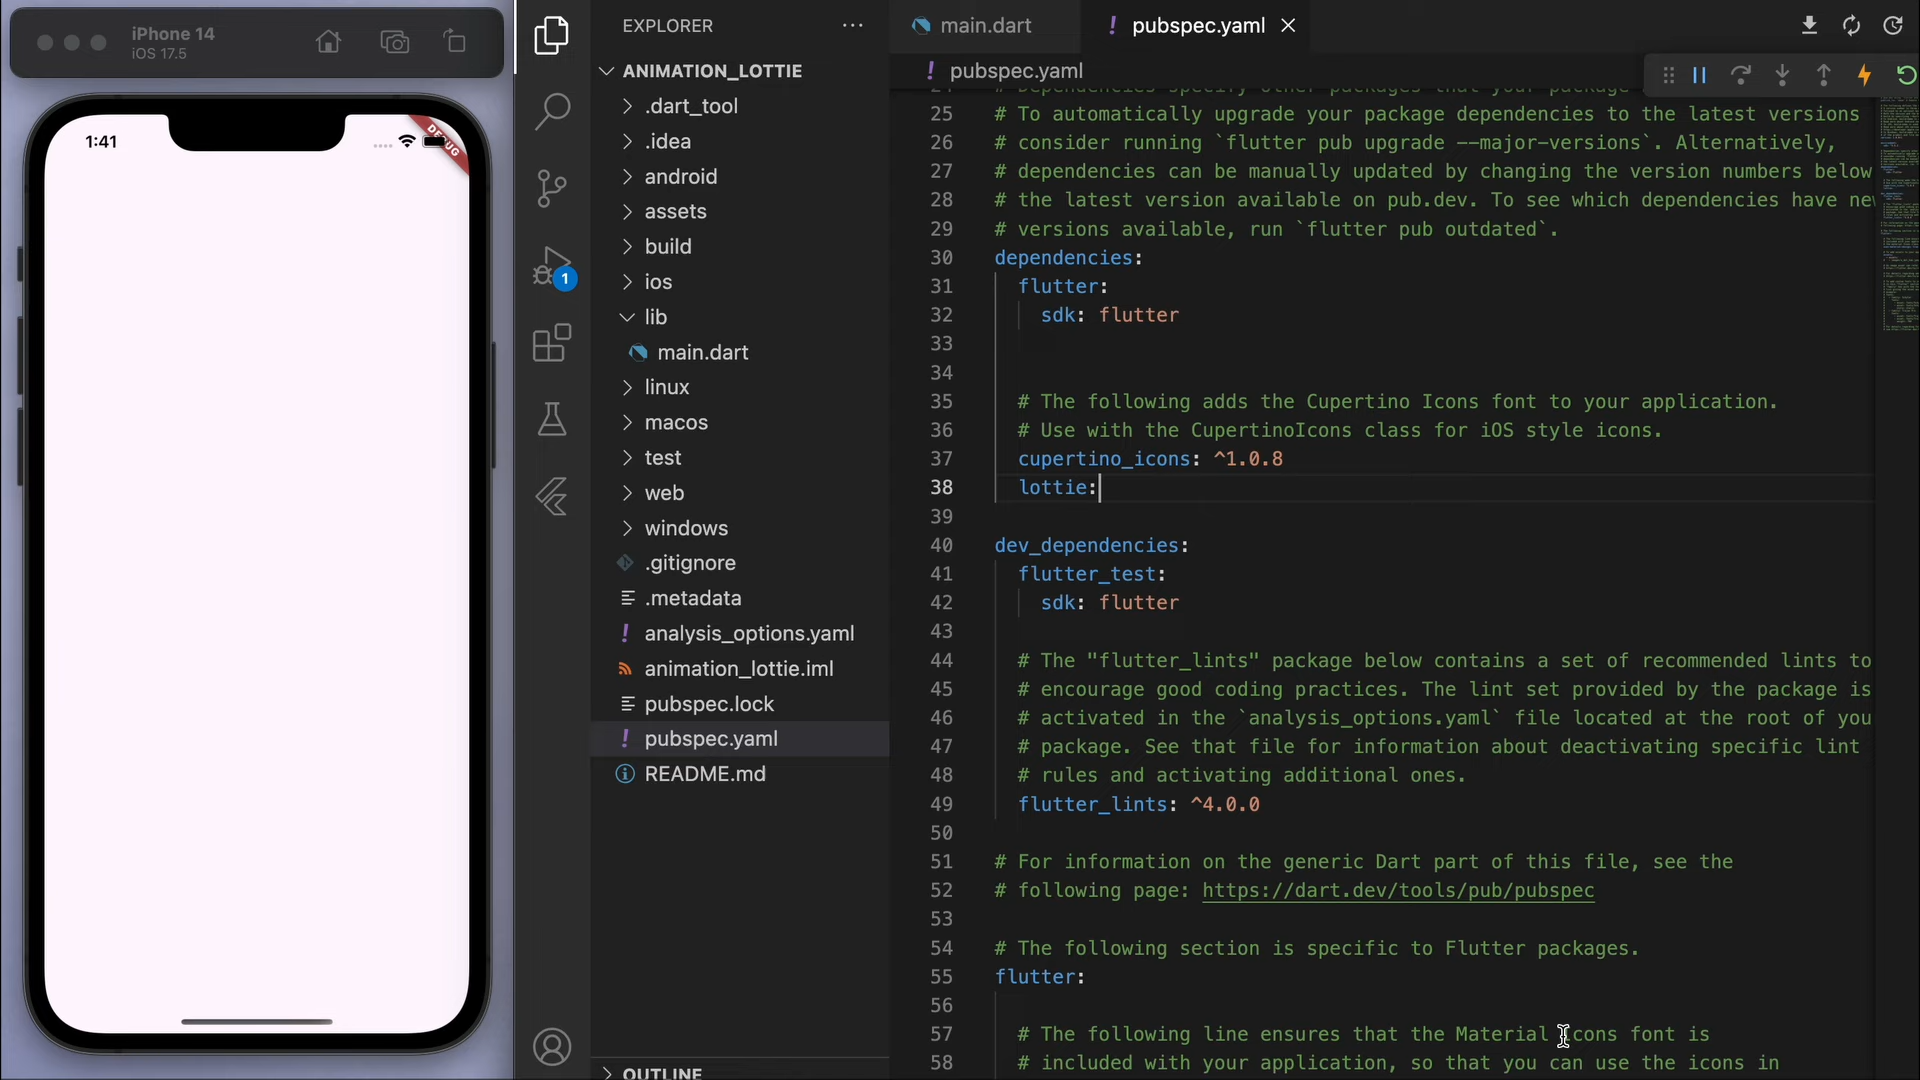 iPhone 14
iOS 17.5
1:41
DEBUG
EXPLORER
ANIMATION_LOTTIE
.dart_tool
.idea
android
assets
build
ios
lib
main.dart
linux
macos
test
web
windows
.gitignore
.metadata
analysis_options.yaml
animation_lottie.iml
pubspec.lock
pubspec.yaml
README.md
OUTLINE
1
main.dart
! pubspec.yaml
! pubspec.yaml
24 # Dependencies specify other packages that your package
25 # To automatically upgrade your package dependencies to the latest versions
26 # consider running `flutter pub upgrade --major-versions`. Alternatively,
27 # dependencies can be manually updated by changing the version numbers below
28 # the latest version available on pub.dev. To see which dependencies have ne
29 # versions available, run `flutter pub outdated`.
30 dependencies:
31 flutter:
32 sdk: flutter
33
34
35 # The following adds the Cupertino Icons font to your application.
36 # Use with the CupertinoIcons class for iOS style icons.
37 cupertino_icons: ^1.0.8
38 lottie:
39
40 dev_dependencies:
41 flutter_test:
42 sdk: flutter
43
44 # The "flutter_lints" package below contains a set of recommended lints to
45 # encourage good coding practices. The lint set provided by the package is
46 # activated in the `analysis_options.yaml` file located at the root of you
47 # package. See that file for information about deactivating specific lint
48 # rules and activating additional ones.
49 flutter_lints: ^4.0.0
50
51 # For information on the generic Dart part of this file, see the
52 # following page: https://dart.dev/tools/pub/pubspec
53
54 # The following section is specific to Flutter packages.
55 flutter:
56
57 # The following line ensures that the Material Icons font is
58 # included with your application, so that you can use the icons in